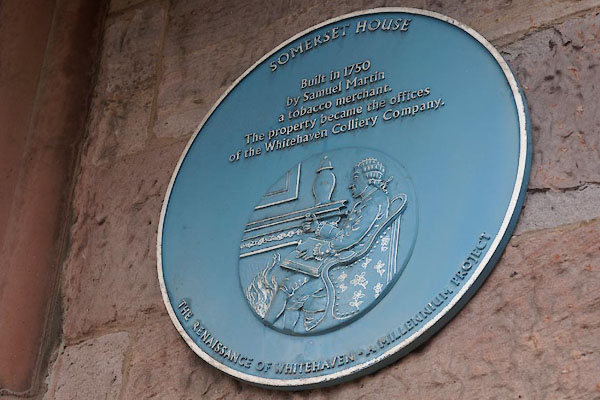 SOMERSET HOUSE
Built in 1750
by Samuel Martin
a tobacco merchant.
The property became the offices
of the Whitehaven Colliery Company.
THE RENAISSANCE OF WHITEHAVEN - A MILLENNIUM PROJECT